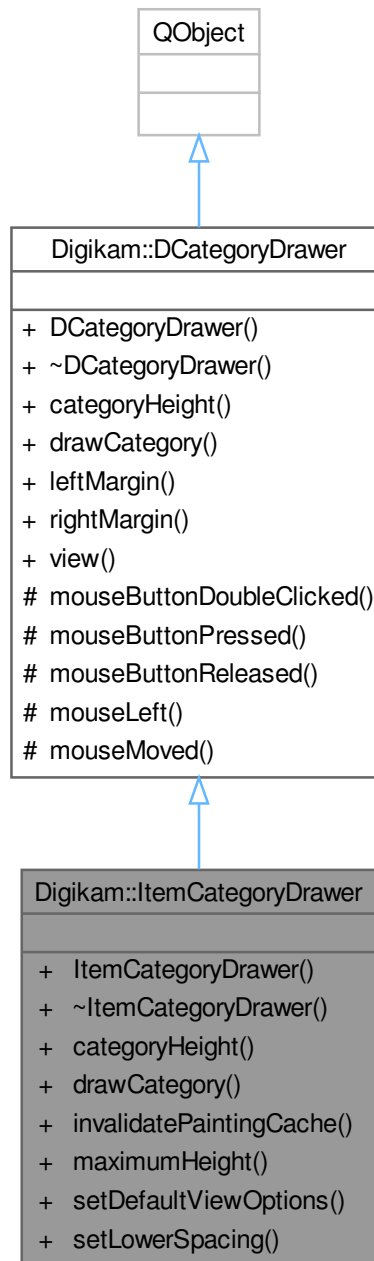 QObject
Digikam::DCategoryDrawer
+ DCategoryDrawer()
+ ~DCategoryDrawer()
+ categoryHeight()
+ drawCategory()
+ leftMargin()
+ rightMargin()
+ view()
# mouseButtonDoubleClicked()
# mouseButtonPressed()
# mouseButtonReleased()
# mouseLeft()
# mouseMoved()
Digikam::ItemCategoryDrawer
+ ItemCategoryDrawer()
+ ~ItemCategoryDrawer()
+ categoryHeight()
+ drawCategory()
+ invalidatePaintingCache()
+ maximumHeight()
+ setDefaultViewOptions()
+ setLowerSpacing()